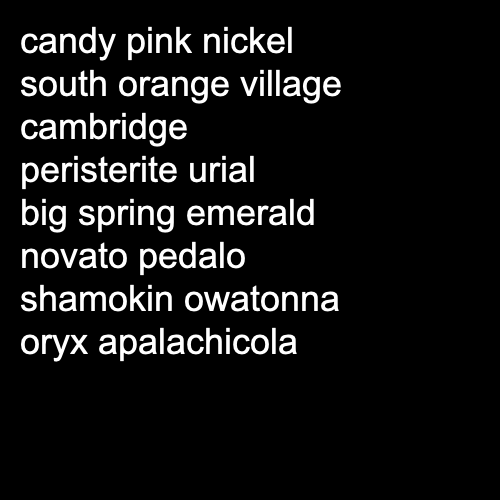 candy pink nickel
south orange village
cambridge
peristerite urial
big spring emerald
novato pedalo
shamokin owatonna
oryx apalachicola